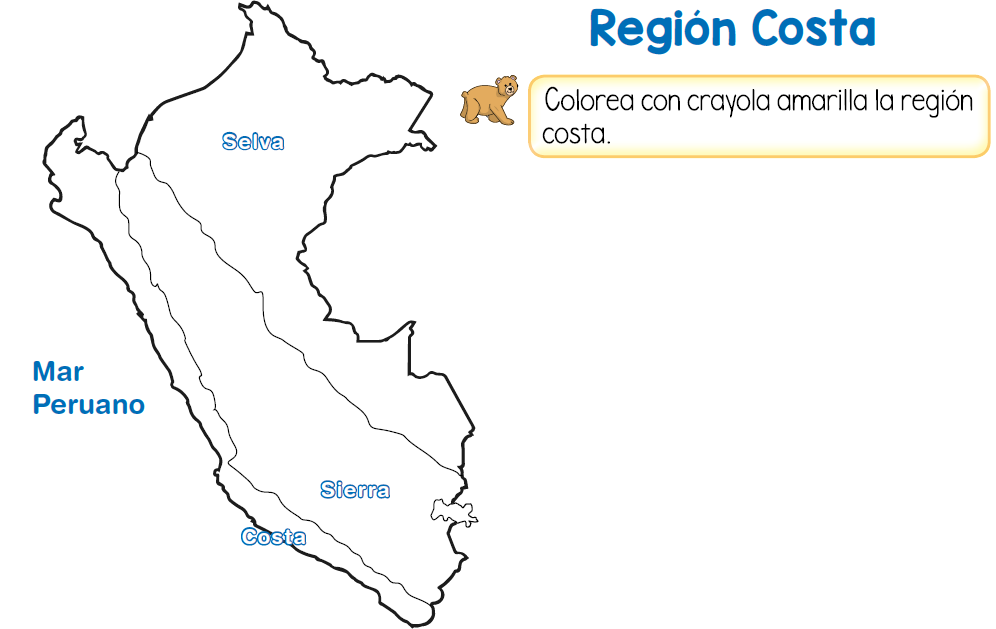 Región Costa
Colorea con crayola amarilla la región
costa.
Selva
Mar
Peruano
Sierra
Costa